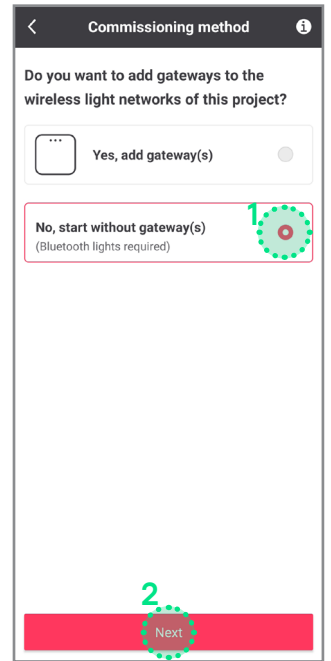 Commissioning method
Do you want to add gateways to the
wireless light networks of this project?
Yes, add gateway(s)
No, start without gateway(s)
(Bluetooth lights required)
1
2
Next